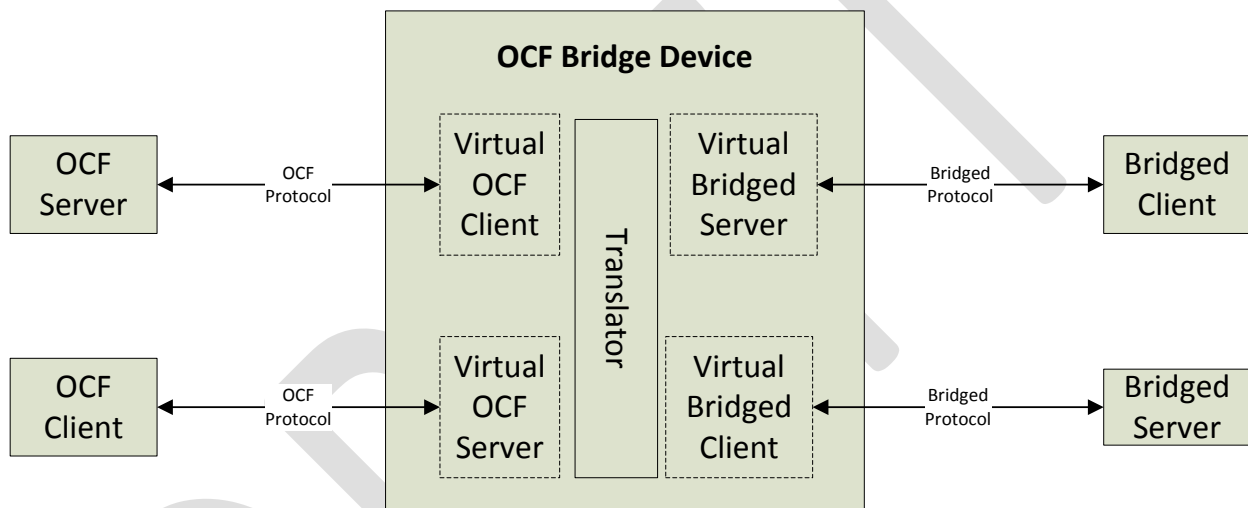 OCF Bridge Device
OCF
Server
OCF
Protocol
Virtual
OCF
Client
Translator
Virtual
Bridged
Server
Bridged
Protocol
Bridged
Client
OCF
Client
OCF
Protocol
Virtual
OCF
Server
Virtual
Bridged
Client
Bridged
Protocol
Bridged
Server